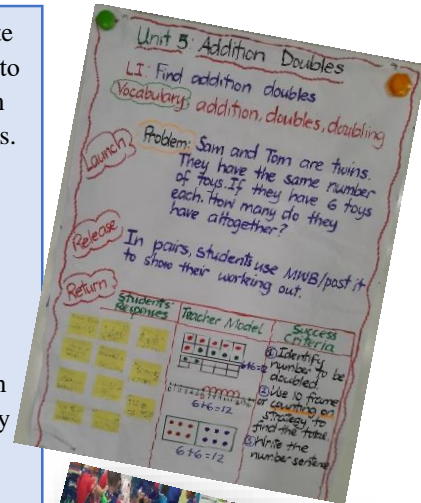 te
to
n
s.
n
y
Unit 5: Addition Doubles
LI: Find addition doubles
Vocabulary: addition, doubles, doubling
Launch
Problem: Sam and Tom are twins.
They have the same number
of toys. If they have 6 toys
each. How many do they
have altogether?
Release
In pairs, students use MWB/post it
to show their working out.
Return
Students' Responses
Teacher Model
6+6=12
6+6=12
6+6=12
Success Criteria
① Identify
number to be
doubled
② Use 10 frame
or counting on
strategy to
find the total.
③ Write the
number sentence